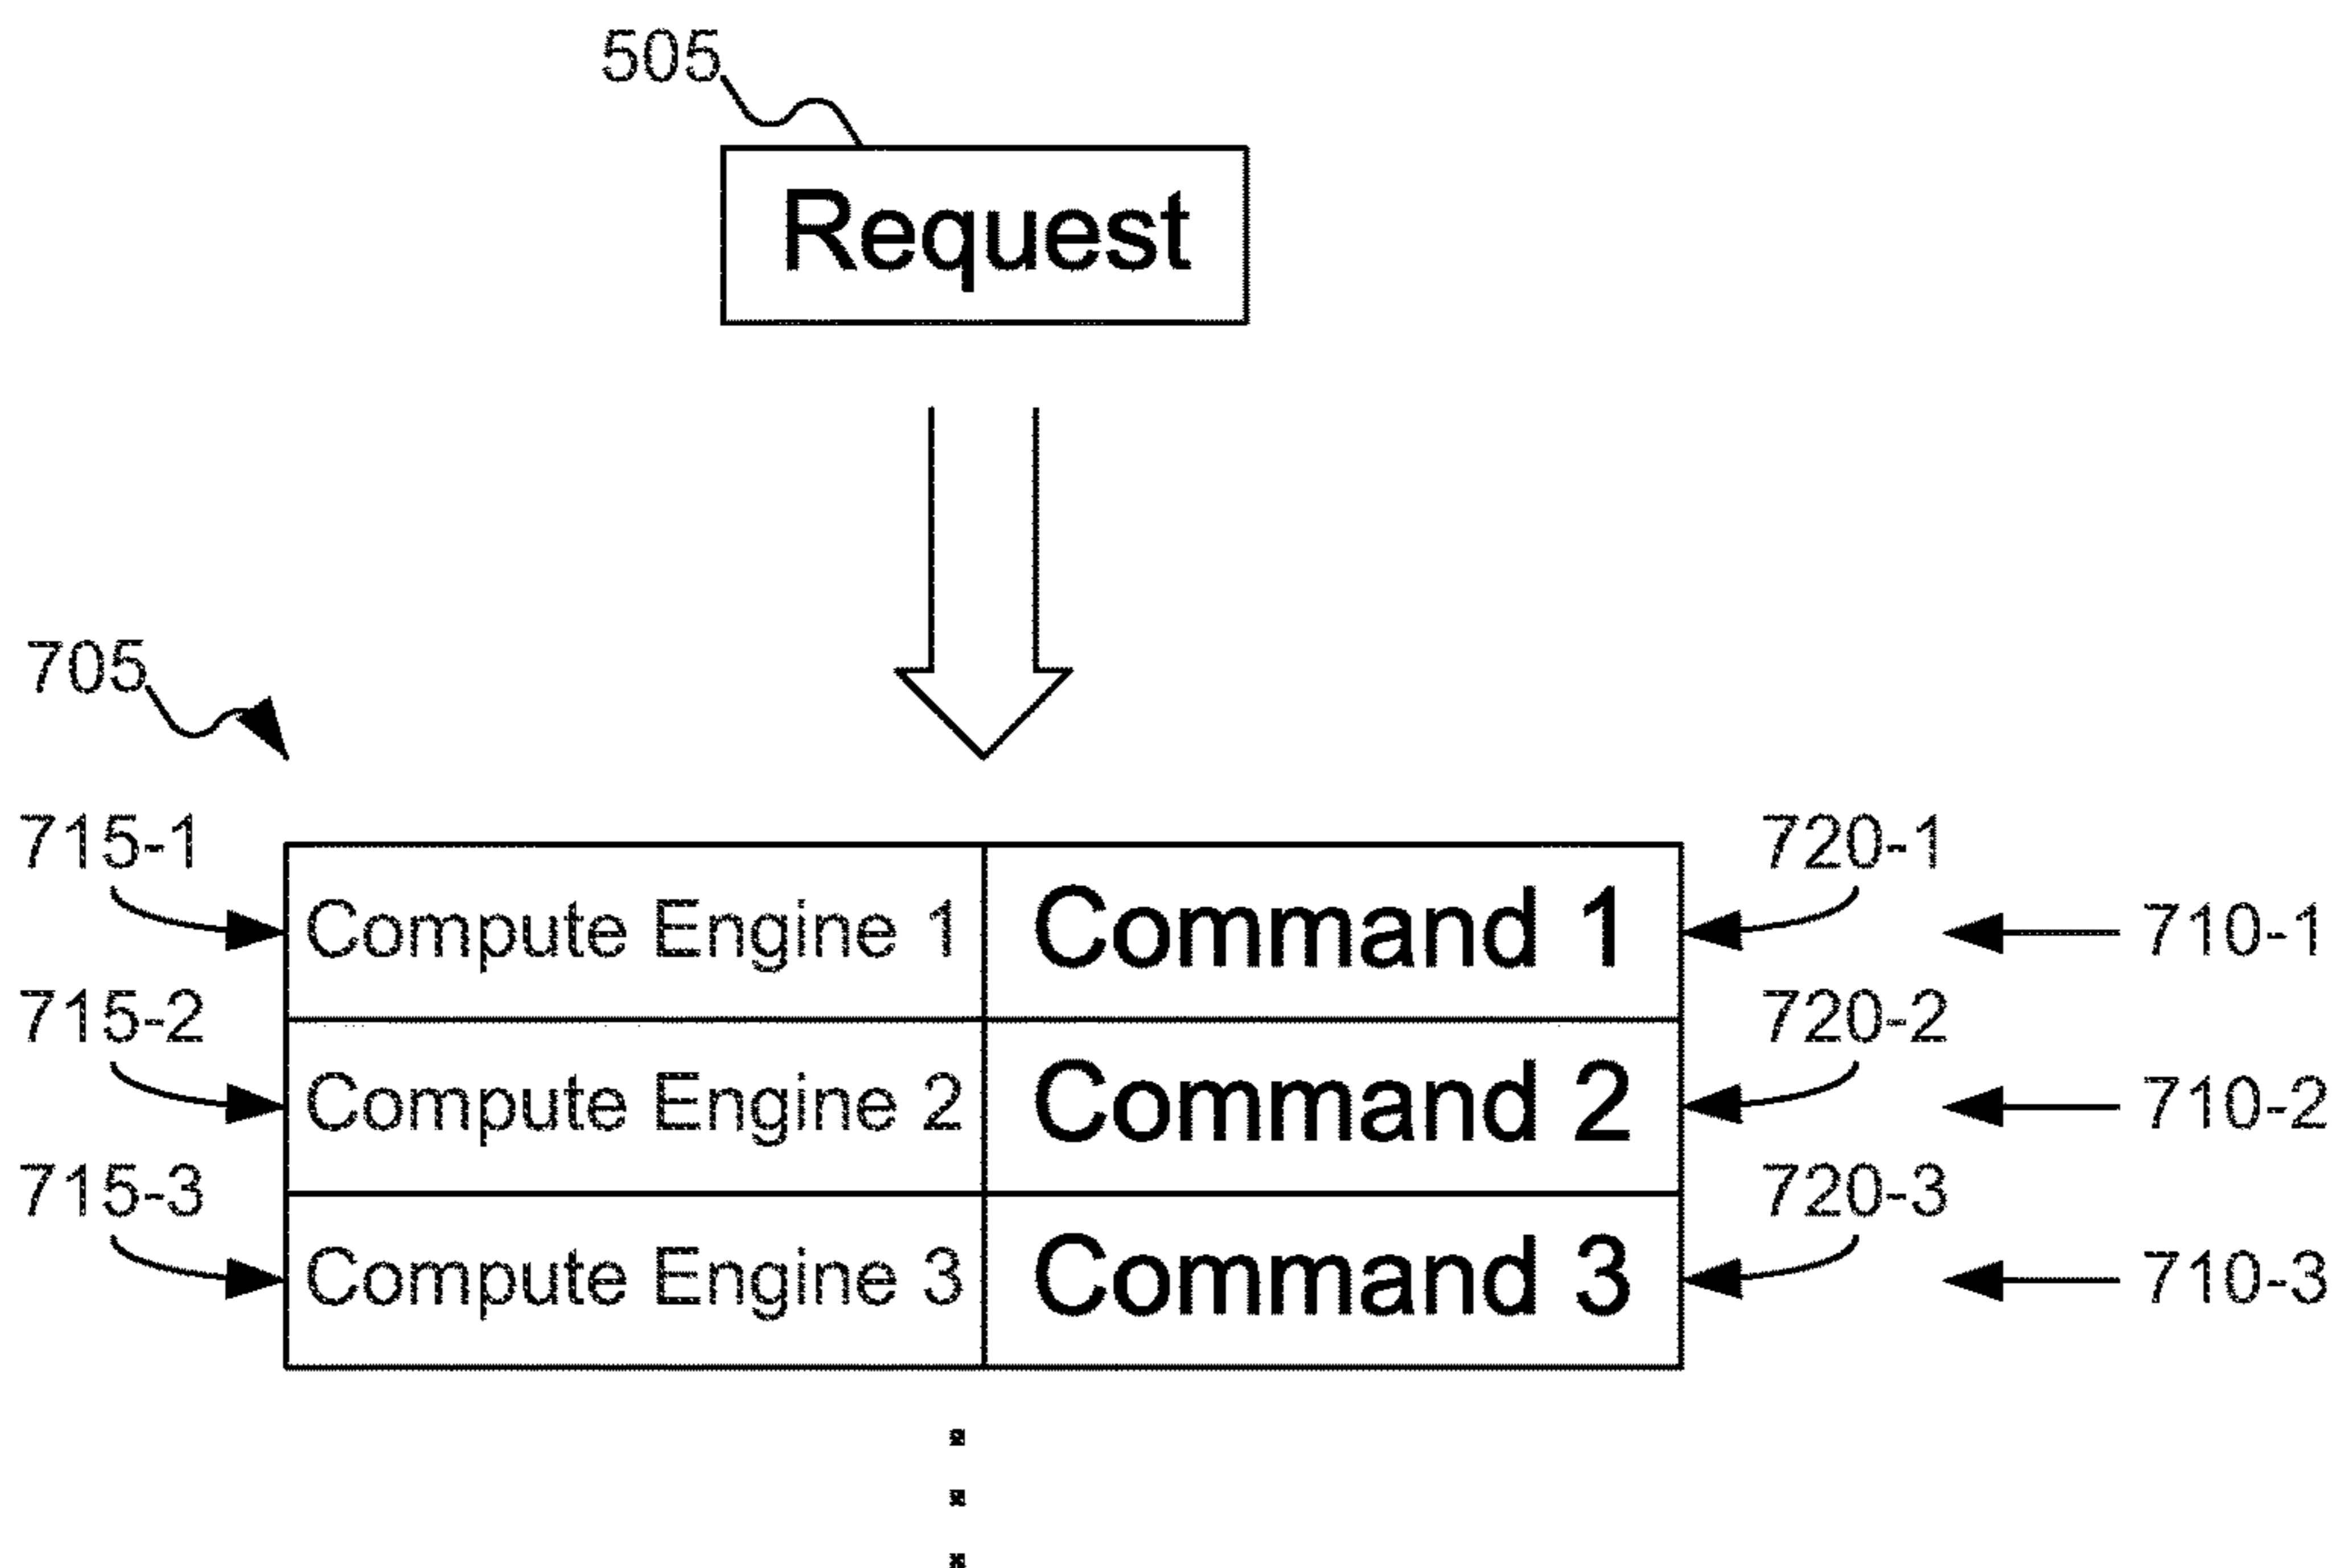 505
Request
705
715-1
720-1
Compute Engine 1 Command 1
710-1
715-2
720-2
Compute Engine 2 Command 2
710-2
715-3
720-3
Compute Engine 3 Command 3
710-3